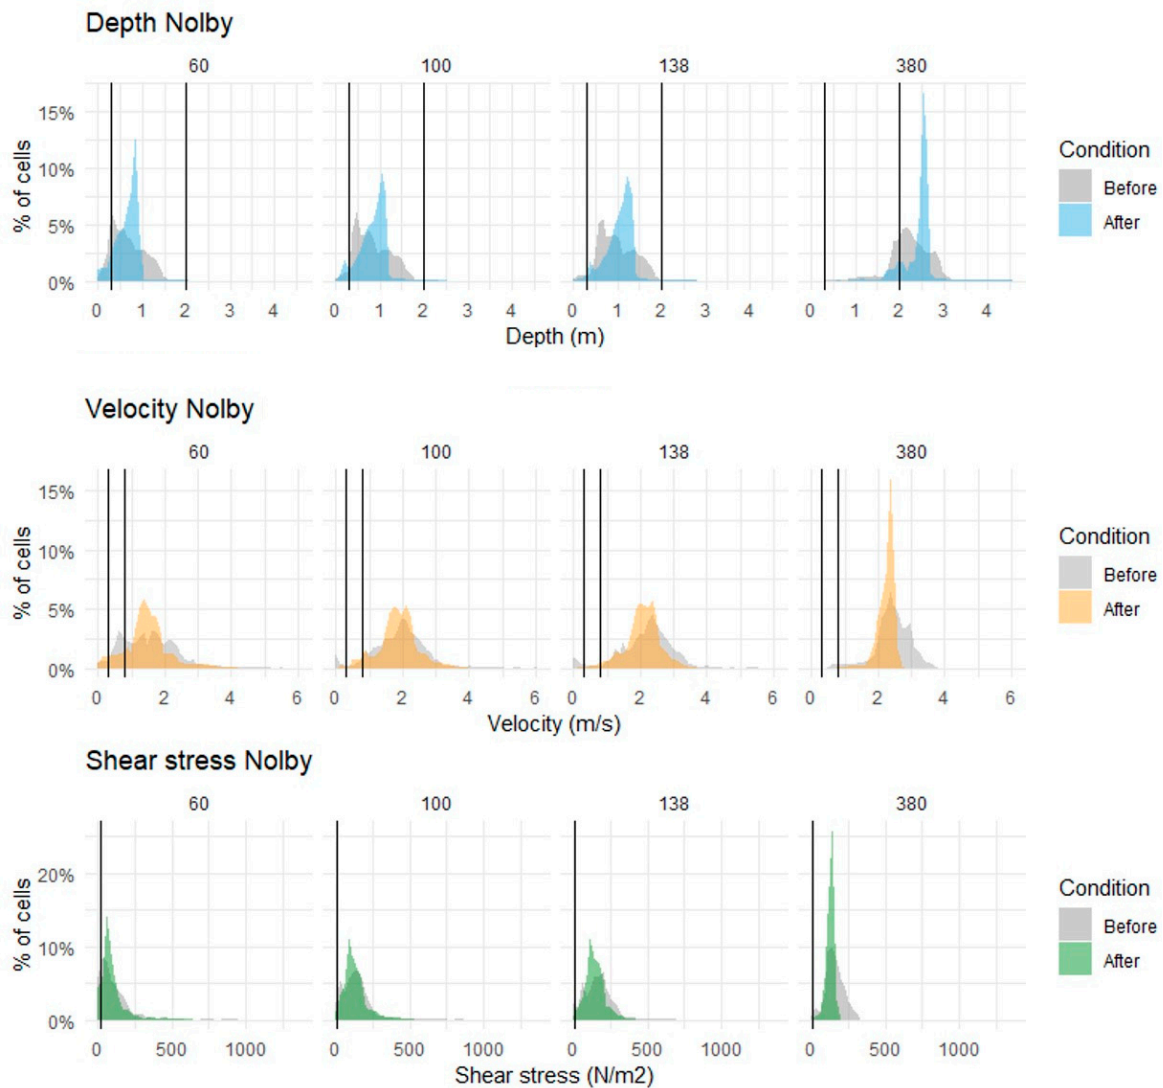 Depth Nolby
60 100 138 380
15%
10%
5%
0%
% of cells
0 1 2 3 4 0 1 2 3 4 0 1 2 3 4 0 1 2 3 4
Depth (m)
Condition
Before
After
Velocity Nolby
60 100 138 380
15%
10%
5%
0%
% of cells
0 2 4 6 0 2 4 6 0 2 4 6 0 2 4 6
Velocity (m/s)
Condition
Before
After
Shear stress Nolby
60 100 138 380
20%
10%
0%
% of cells
0 500 1000 0 500 1000 0 500 1000 0 500 1000
Shear stress (N/m2)
Condition
Before
After